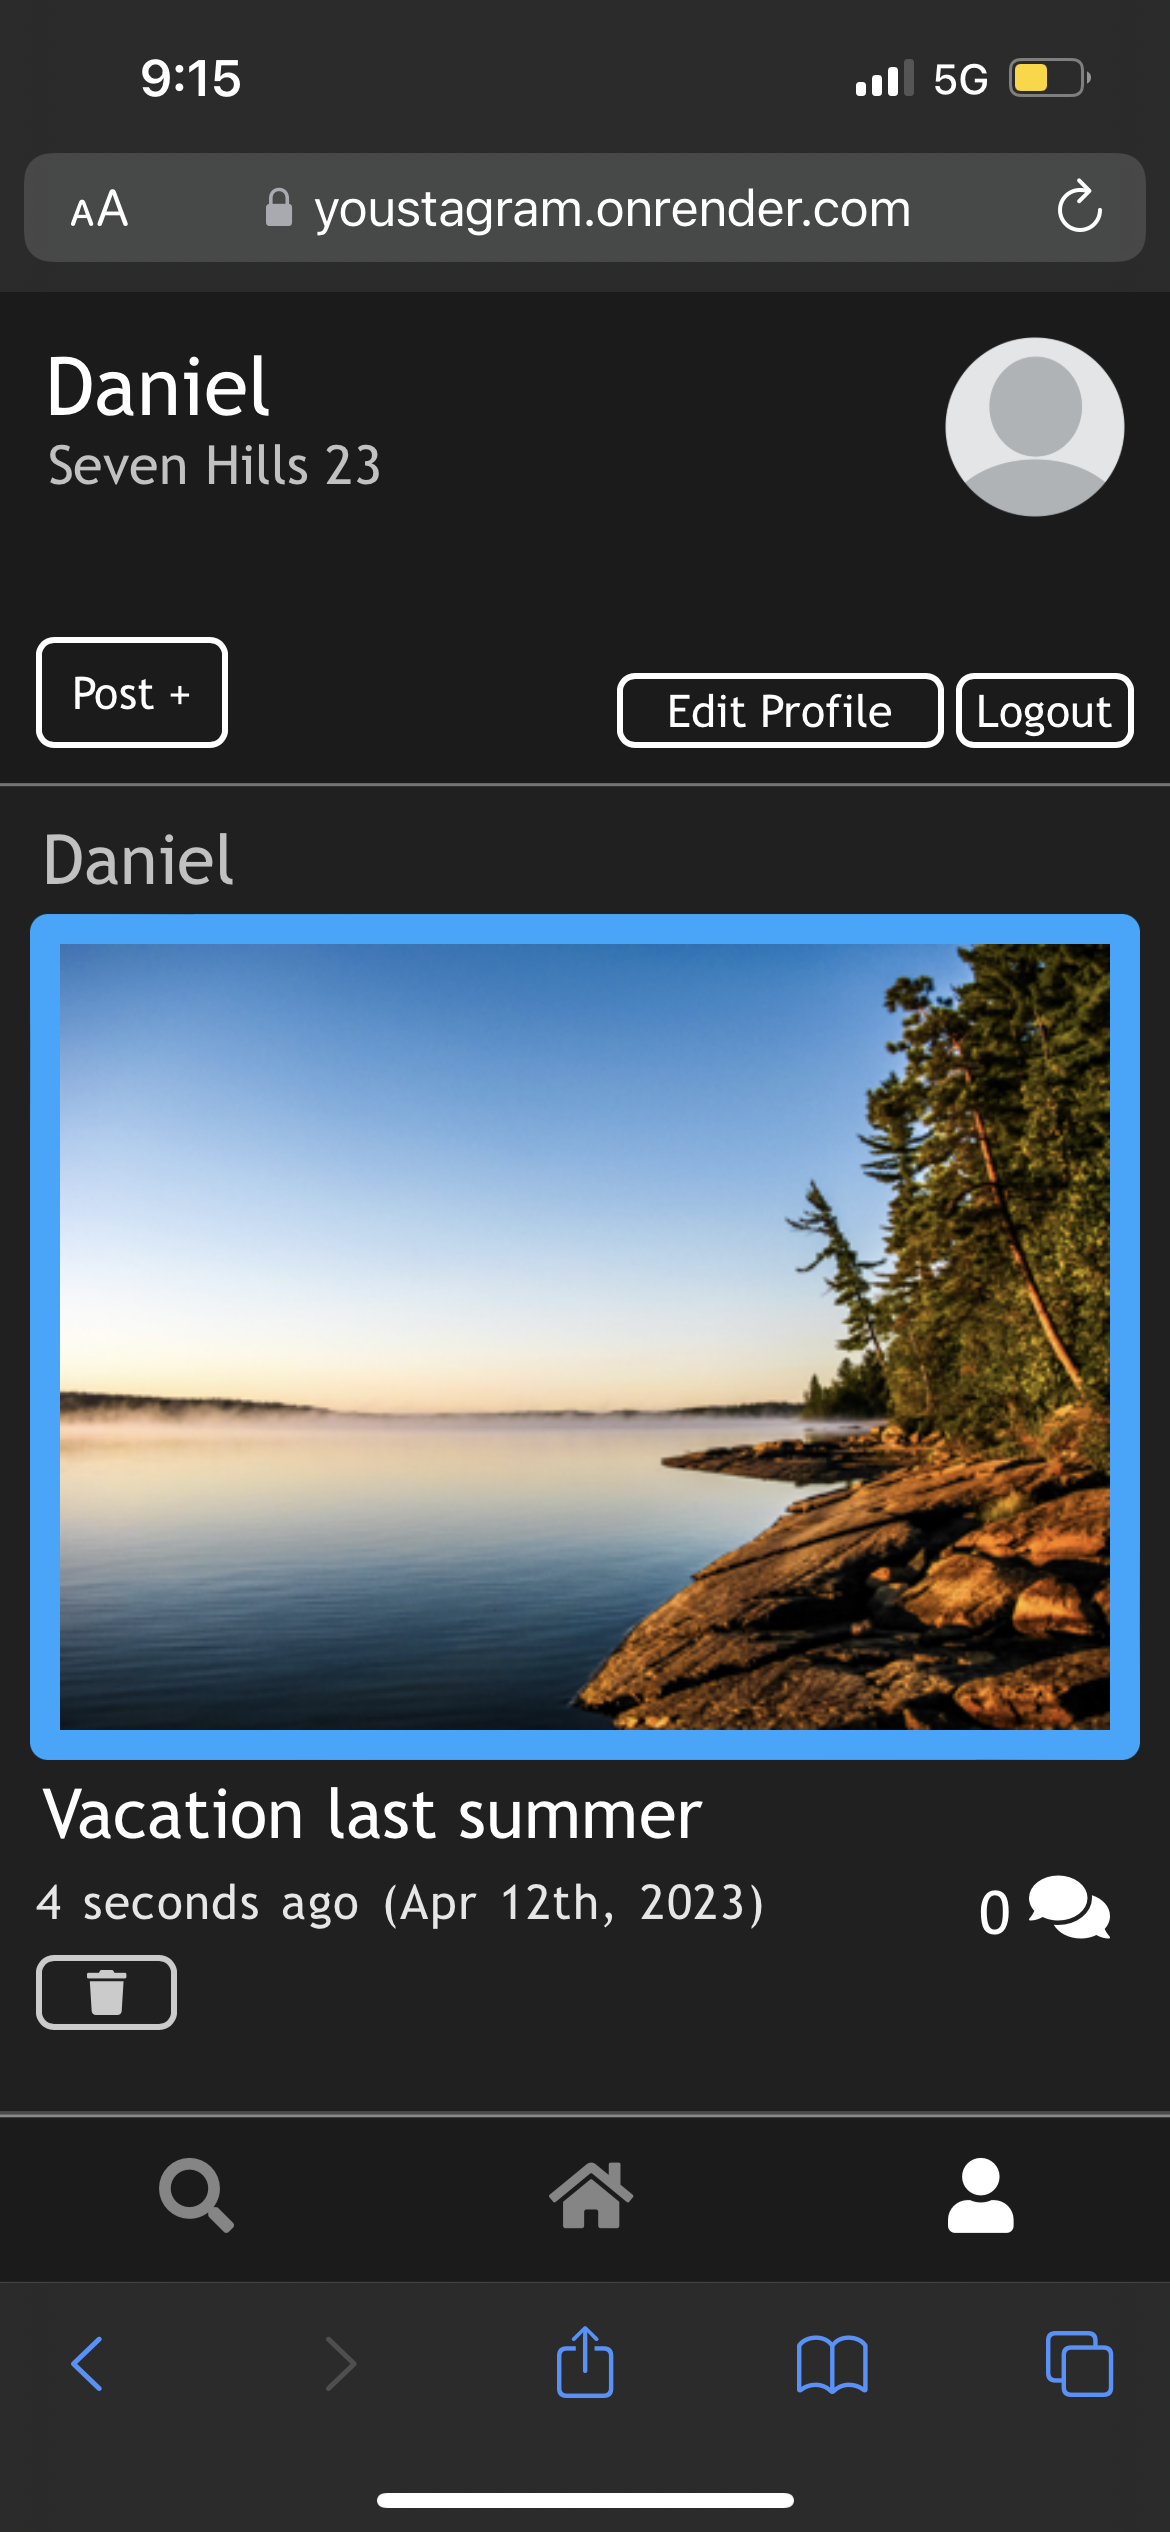 9:15
5G
AA
youstagram.onrender.com
Daniel
Seven Hills 23
Post +
Edit Profile
Logout
Daniel
Vacation last summer
4 seconds ago (Apr 12th, 2023)
0